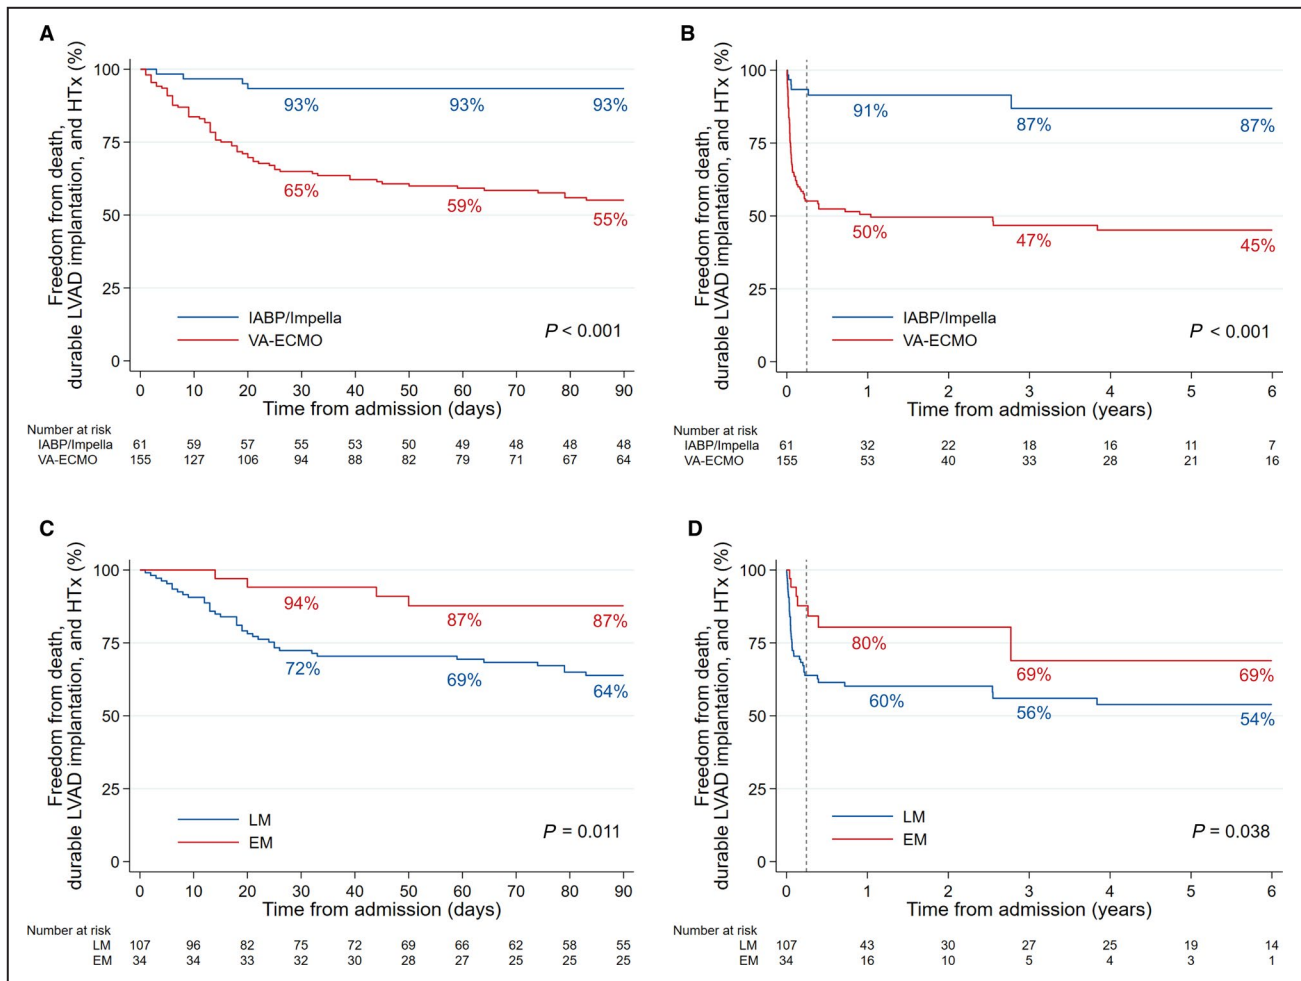 A
Freedom from death,
durable LVAD implantation, and HTx (%)
100
75
50
25
0
93%
93%
93%
65%
59%
55%
IABP/Impella
VA-ECMO
P < 0.001
0 10 20 30 40 50 60 70 80 90
Time from admission (days)
Number at risk
IABP/Impella 61 59 57 55 53 50 49 48 48 48
VA-ECMO 155 127 106 94 88 82 79 71 67 64
B
Freedom from death,
durable LVAD implantation, and HTx (%)
100
75
50
25
0
91%
87%
87%
50%
47%
45%
IABP/Impella
VA-ECMO
P < 0.001
0 1 2 3 4 5 6
Time from admission (years)
Number at risk
IABP/Impella 61 32 22 18 16 11 7
VA-ECMO 155 53 40 33 28 21 16
C
Freedom from death,
durable LVAD implantation, and HTx (%)
100
75
50
25
0
94%
87%
87%
72%
69%
64%
LM
EM
P = 0.011
0 10 20 30 40 50 60 70 80 90
Time from admission (days)
Number at risk
LM 107 96 82 75 72 69 66 62 58 55
EM 34 34 33 32 30 28 27 25 25 25
D
Freedom from death,
durable LVAD implantation, and HTx (%)
100
75
50
25
0
80%
69%
69%
60%
56%
54%
LM
EM
P = 0.038
0 1 2 3 4 5 6
Time from admission (years)
Number at risk
LM 107 43 30 27 25 19 14
EM 34 16 10 5 4 3 1